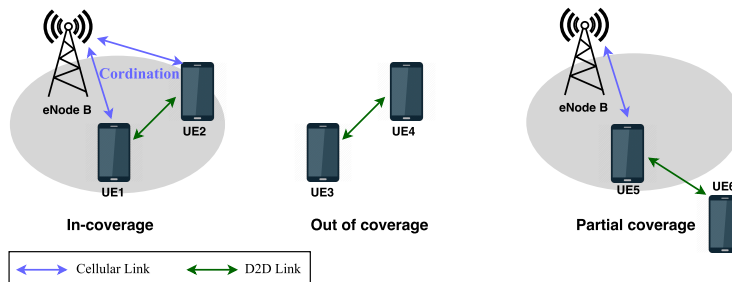 Cordination
eNode B
UE2
UE1
In-coverage
UE4
UE3
Out of coverage
eNode B
UE5
UE6
Partial coverage
Cellular Link
D2D Link